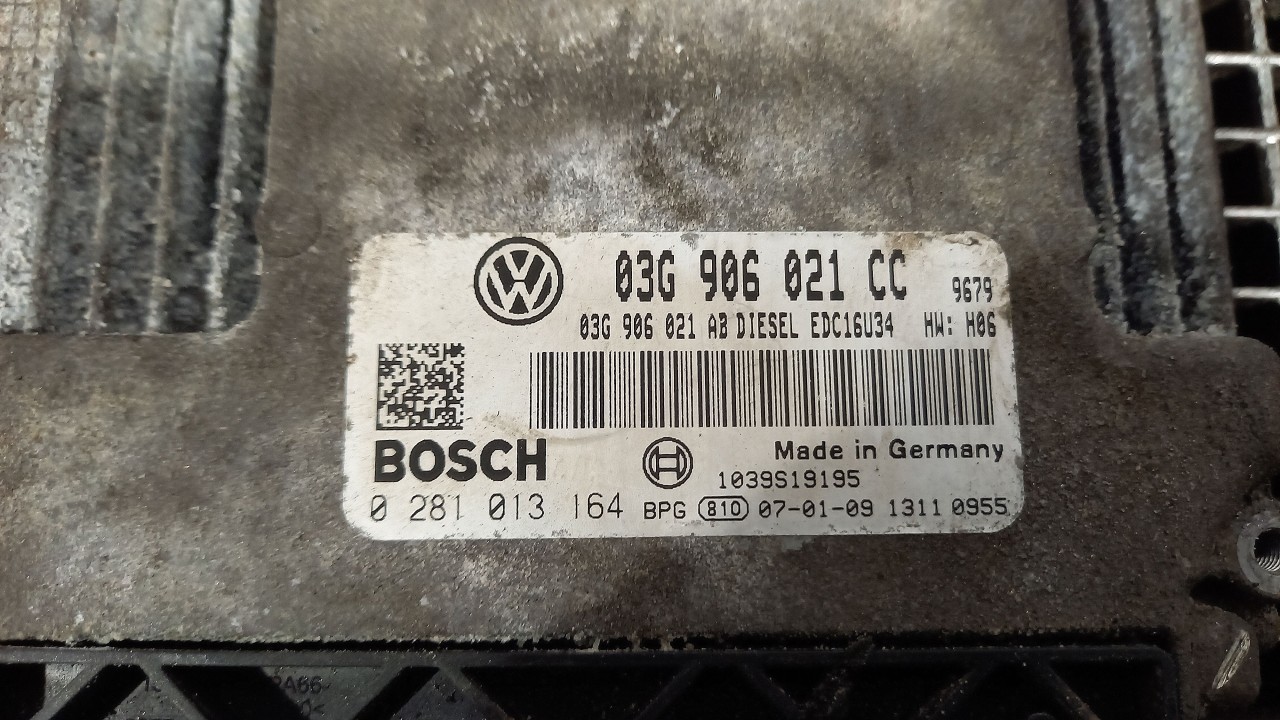 03G 906 021 CC 9679
03G 906 021 AB DIESEL EDC16U34 HW: H06
BOSCH
Made in Germany
1039S19195
0 281 013 164 BPG 810 07-01-09 1311 0955